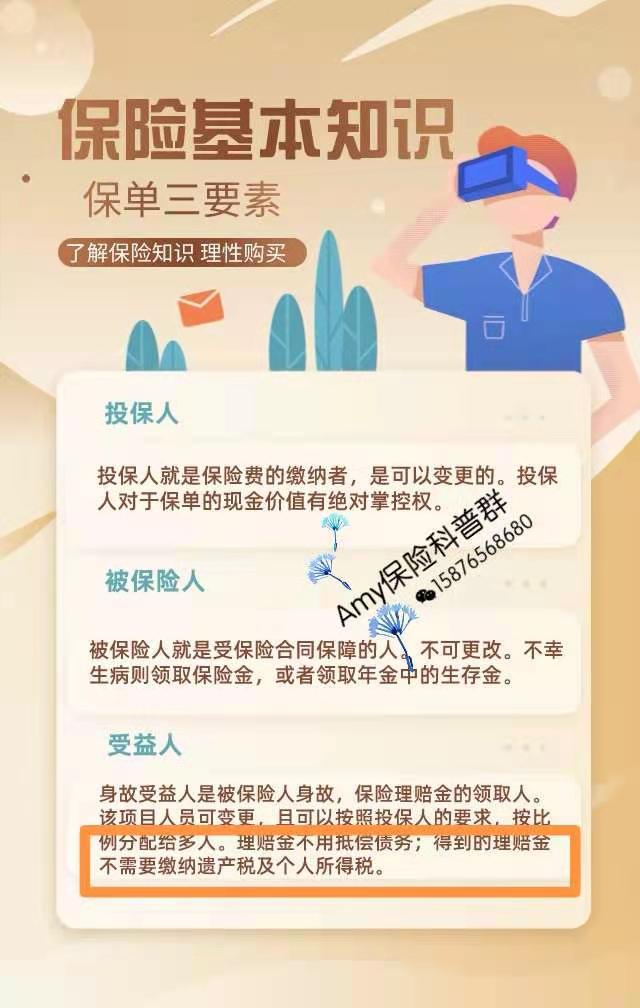 保险基本知识
保单三要素
了解保险知识 理性购买
投保人
投保人就是保险费的缴纳者，是可以变更的。投保
人对于保单的现金价值有绝对掌控权。
Amy保险科普群
15876568680
被保险人
被保险人就是受保险合同保障的人。不可更改。不幸
生病则领取保险金，或者领取年金中的生存金。
受益人
身故受益人是被保险人身故，保险理赔金的领取人。
该项目人员可变更，且可以按照投保人的要求，按比
例分配给多人。理赔金不用抵偿债务；得到的理赔金
不需要缴纳遗产税及个人所得税。